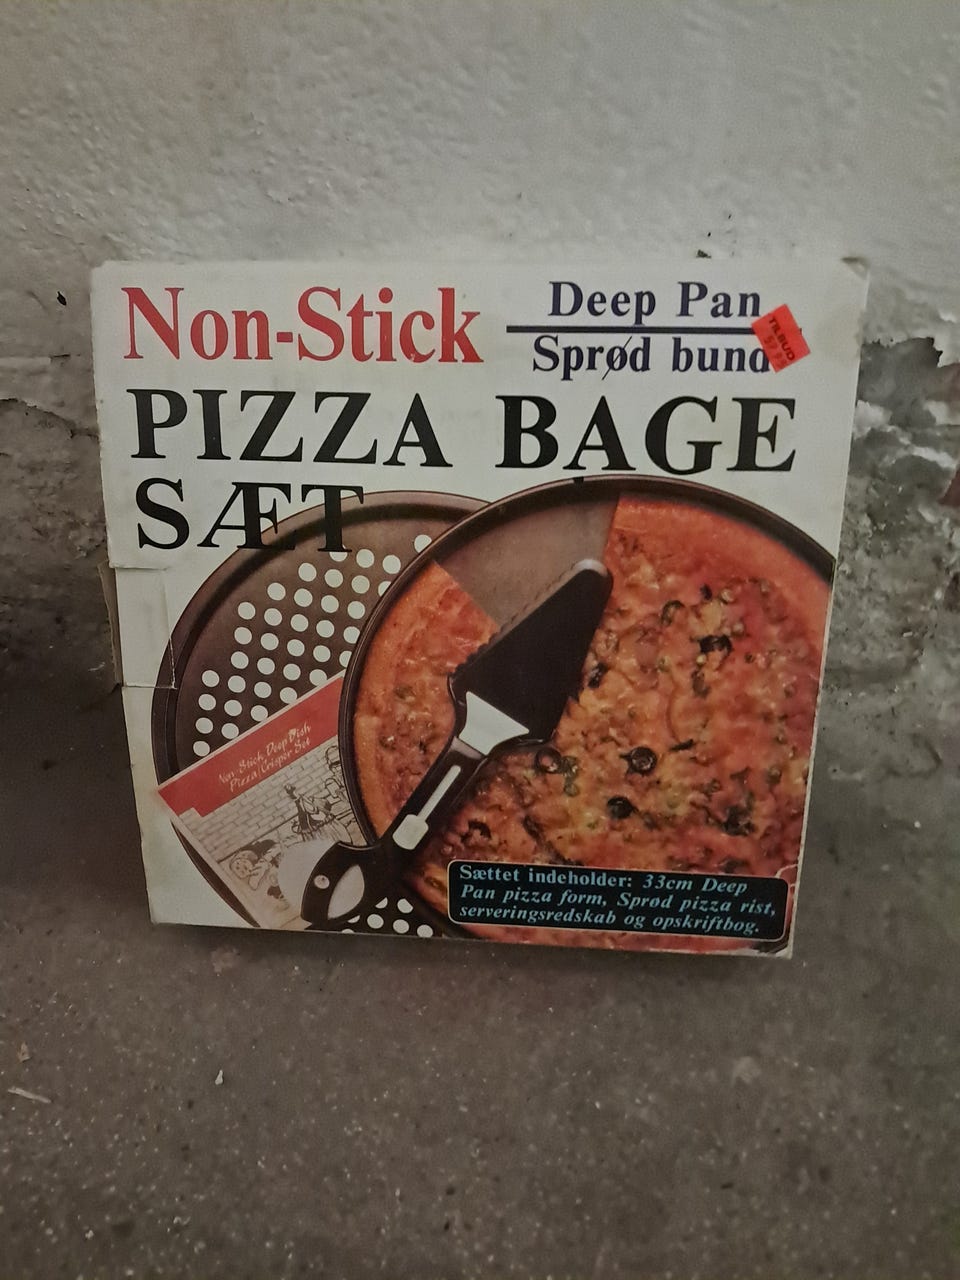 Non-Stick
Deep Pan
Sprød bund
TILBUD
PIZZA BAGE
SÆT
Non-Stick Deep Dish
Pizza Crisper Set
Sættet indeholder: 33cm Deep
Pan pizza form, Sprød pizza rist,
serveringsredskab og opskriftbog.